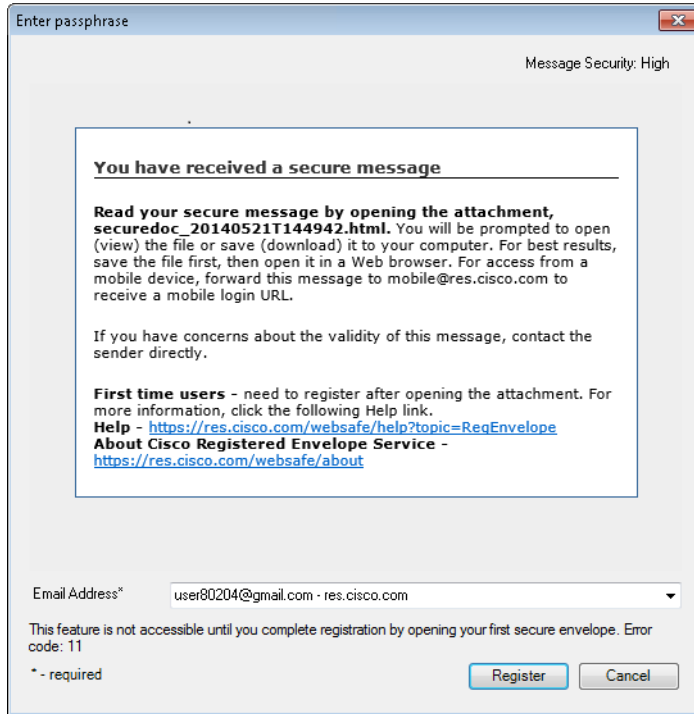 Enter passphrase
Message Security: High
You have received a secure message
Read your secure message by opening the attachment,
securedoc_20140521T144942.html. You will be prompted to open
(view) the file or save (download) it to your computer. For best results,
save the file first, then open it in a Web browser. For access from a
mobile device, forward this message to mobile@res.cisco.com to
receive a mobile login URL.
If you have concerns about the validity of this message, contact the
sender directly.
First time users - need to register after opening the attachment. For
more information, click the following Help link.
Help - https://res.cisco.com/websafe/help?topic=RegEnvelope
About Cisco Registered Envelope Service -
https://res.cisco.com/websafe/about
Email Address*
user80204@gmail.com - res.cisco.com
This feature is not accessible until you complete registration by opening your first secure envelope. Error
code: 11
* - required
Register
Cancel